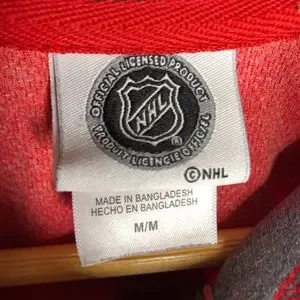 OFFICIAL LICENSED PRODUCT
NHL
®
PRODUIT LICENCIÉ OFFICIEL
©NHL
MADE IN BANGLADESH
HECHO EN BANGLADESH
M/M